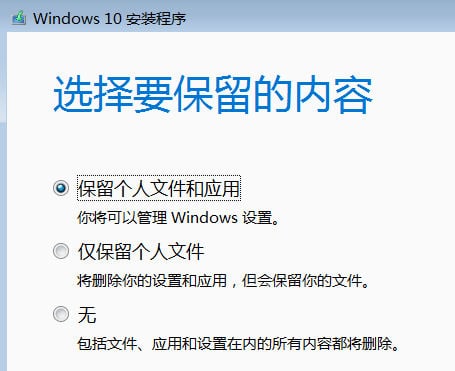 Windows 10 安装程序
选择要保留的内容
保留个人文件和应用
你将可以管理 Windows 设置。
仅保留个人文件
将删除你的设置和应用，但会保留你的文件。
无
包括文件、应用和设置在内的所有内容都将删除。